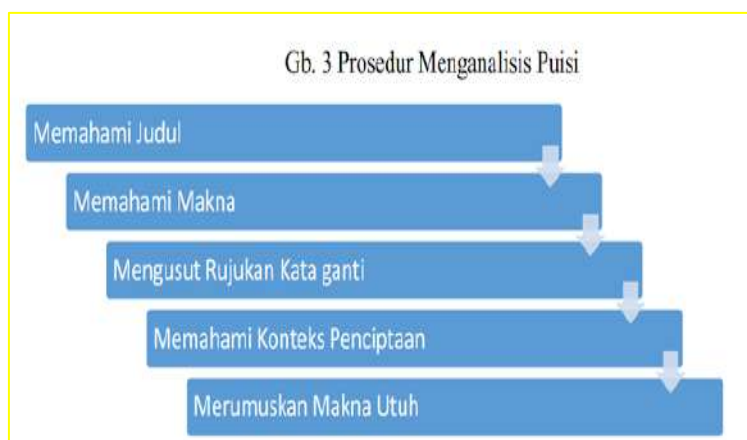 Gb. 3 Prosedur Menganalisis Puisi
Memahami Judul
Memahami Makna
Mengusut Rujukan Kata ganti
Memahami Konteks Penciptaan
Merumuskan Makna Utuh